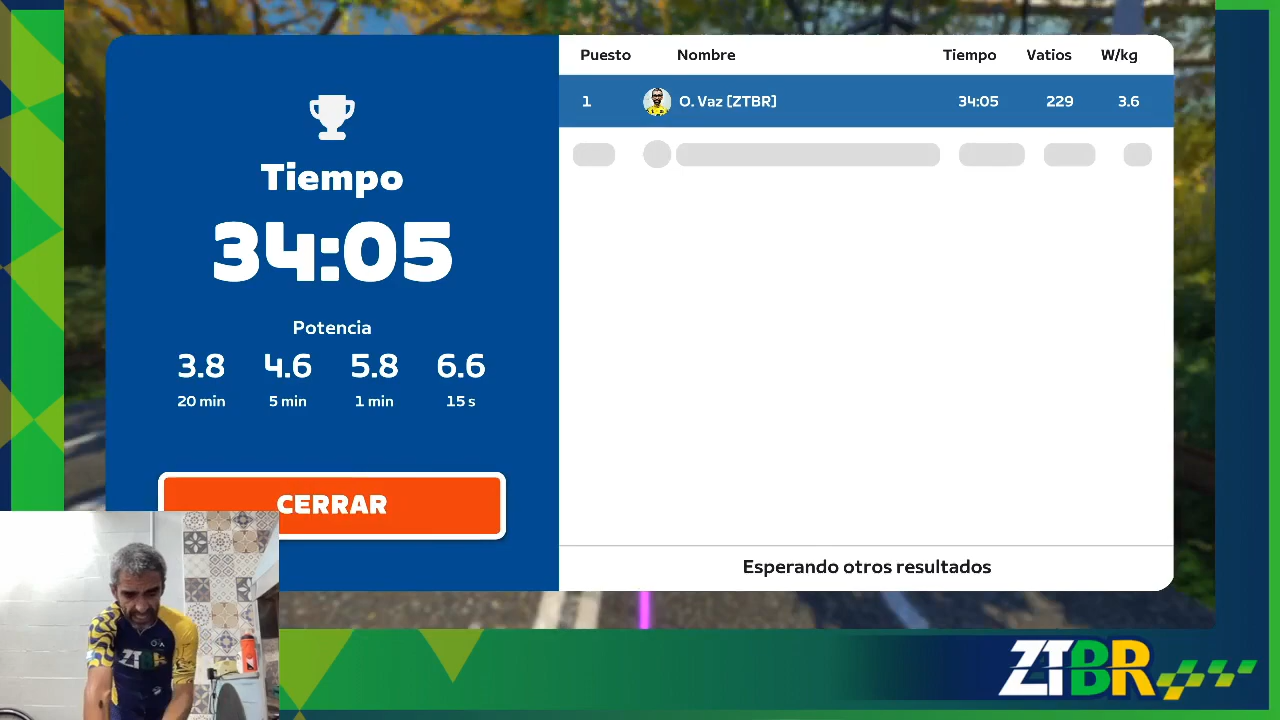 Tiempo
34:05
Potencia
3.8 4.6 5.8 6.6
20 min 5 min 1 min 15 s
CERRAR
Puesto Nombre Tiempo Vatios W/kg
1 O. Vaz [ZTBR] 34:05 229 3.6
Esperando otros resultados
ZTBR
ZTBR